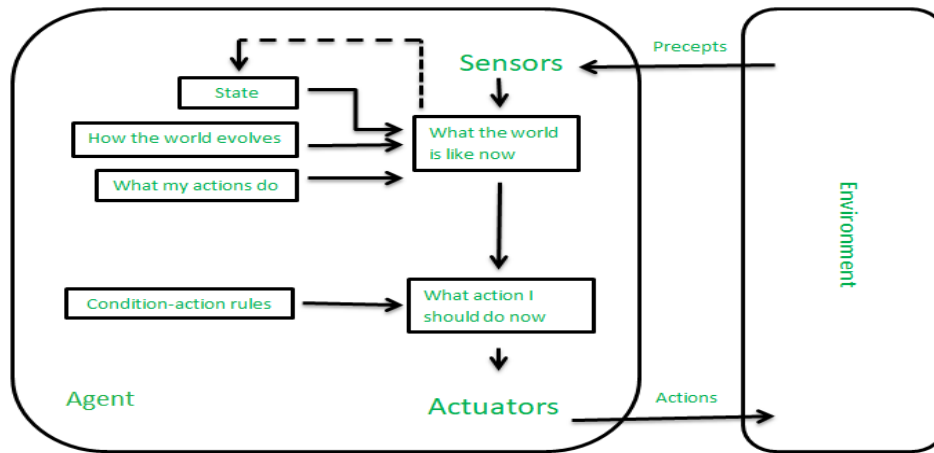 Precepts
Sensors
State
How the world evolves
What my actions do
What the world
is like now
Environment
Condition-action rules
What action I
should do now
Agent
Actuators
Actions